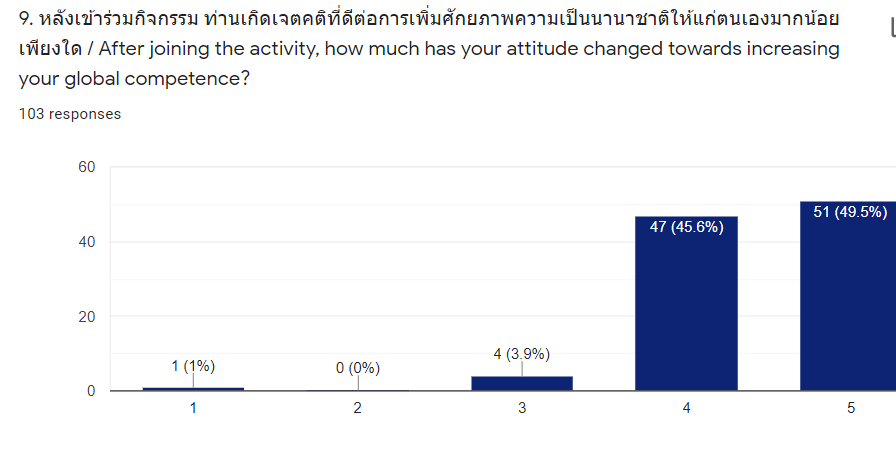 9. หลังเข้าร่วมกิจกรรม ท่านเกิดเจตคติที่ดีต่อการเพิ่มศักยภาพความเป็นนานาชาติให้แก่ตนเองมากน้อย
เพียงใด / After joining the activity, how much has your attitude changed towards increasing
your global competence?
103 responses
60
40
20
0
1 (1%)
0 (0%)
4 (3.9%)
47 (45.6%)
51 (49.5%)
1 2 3 4 5